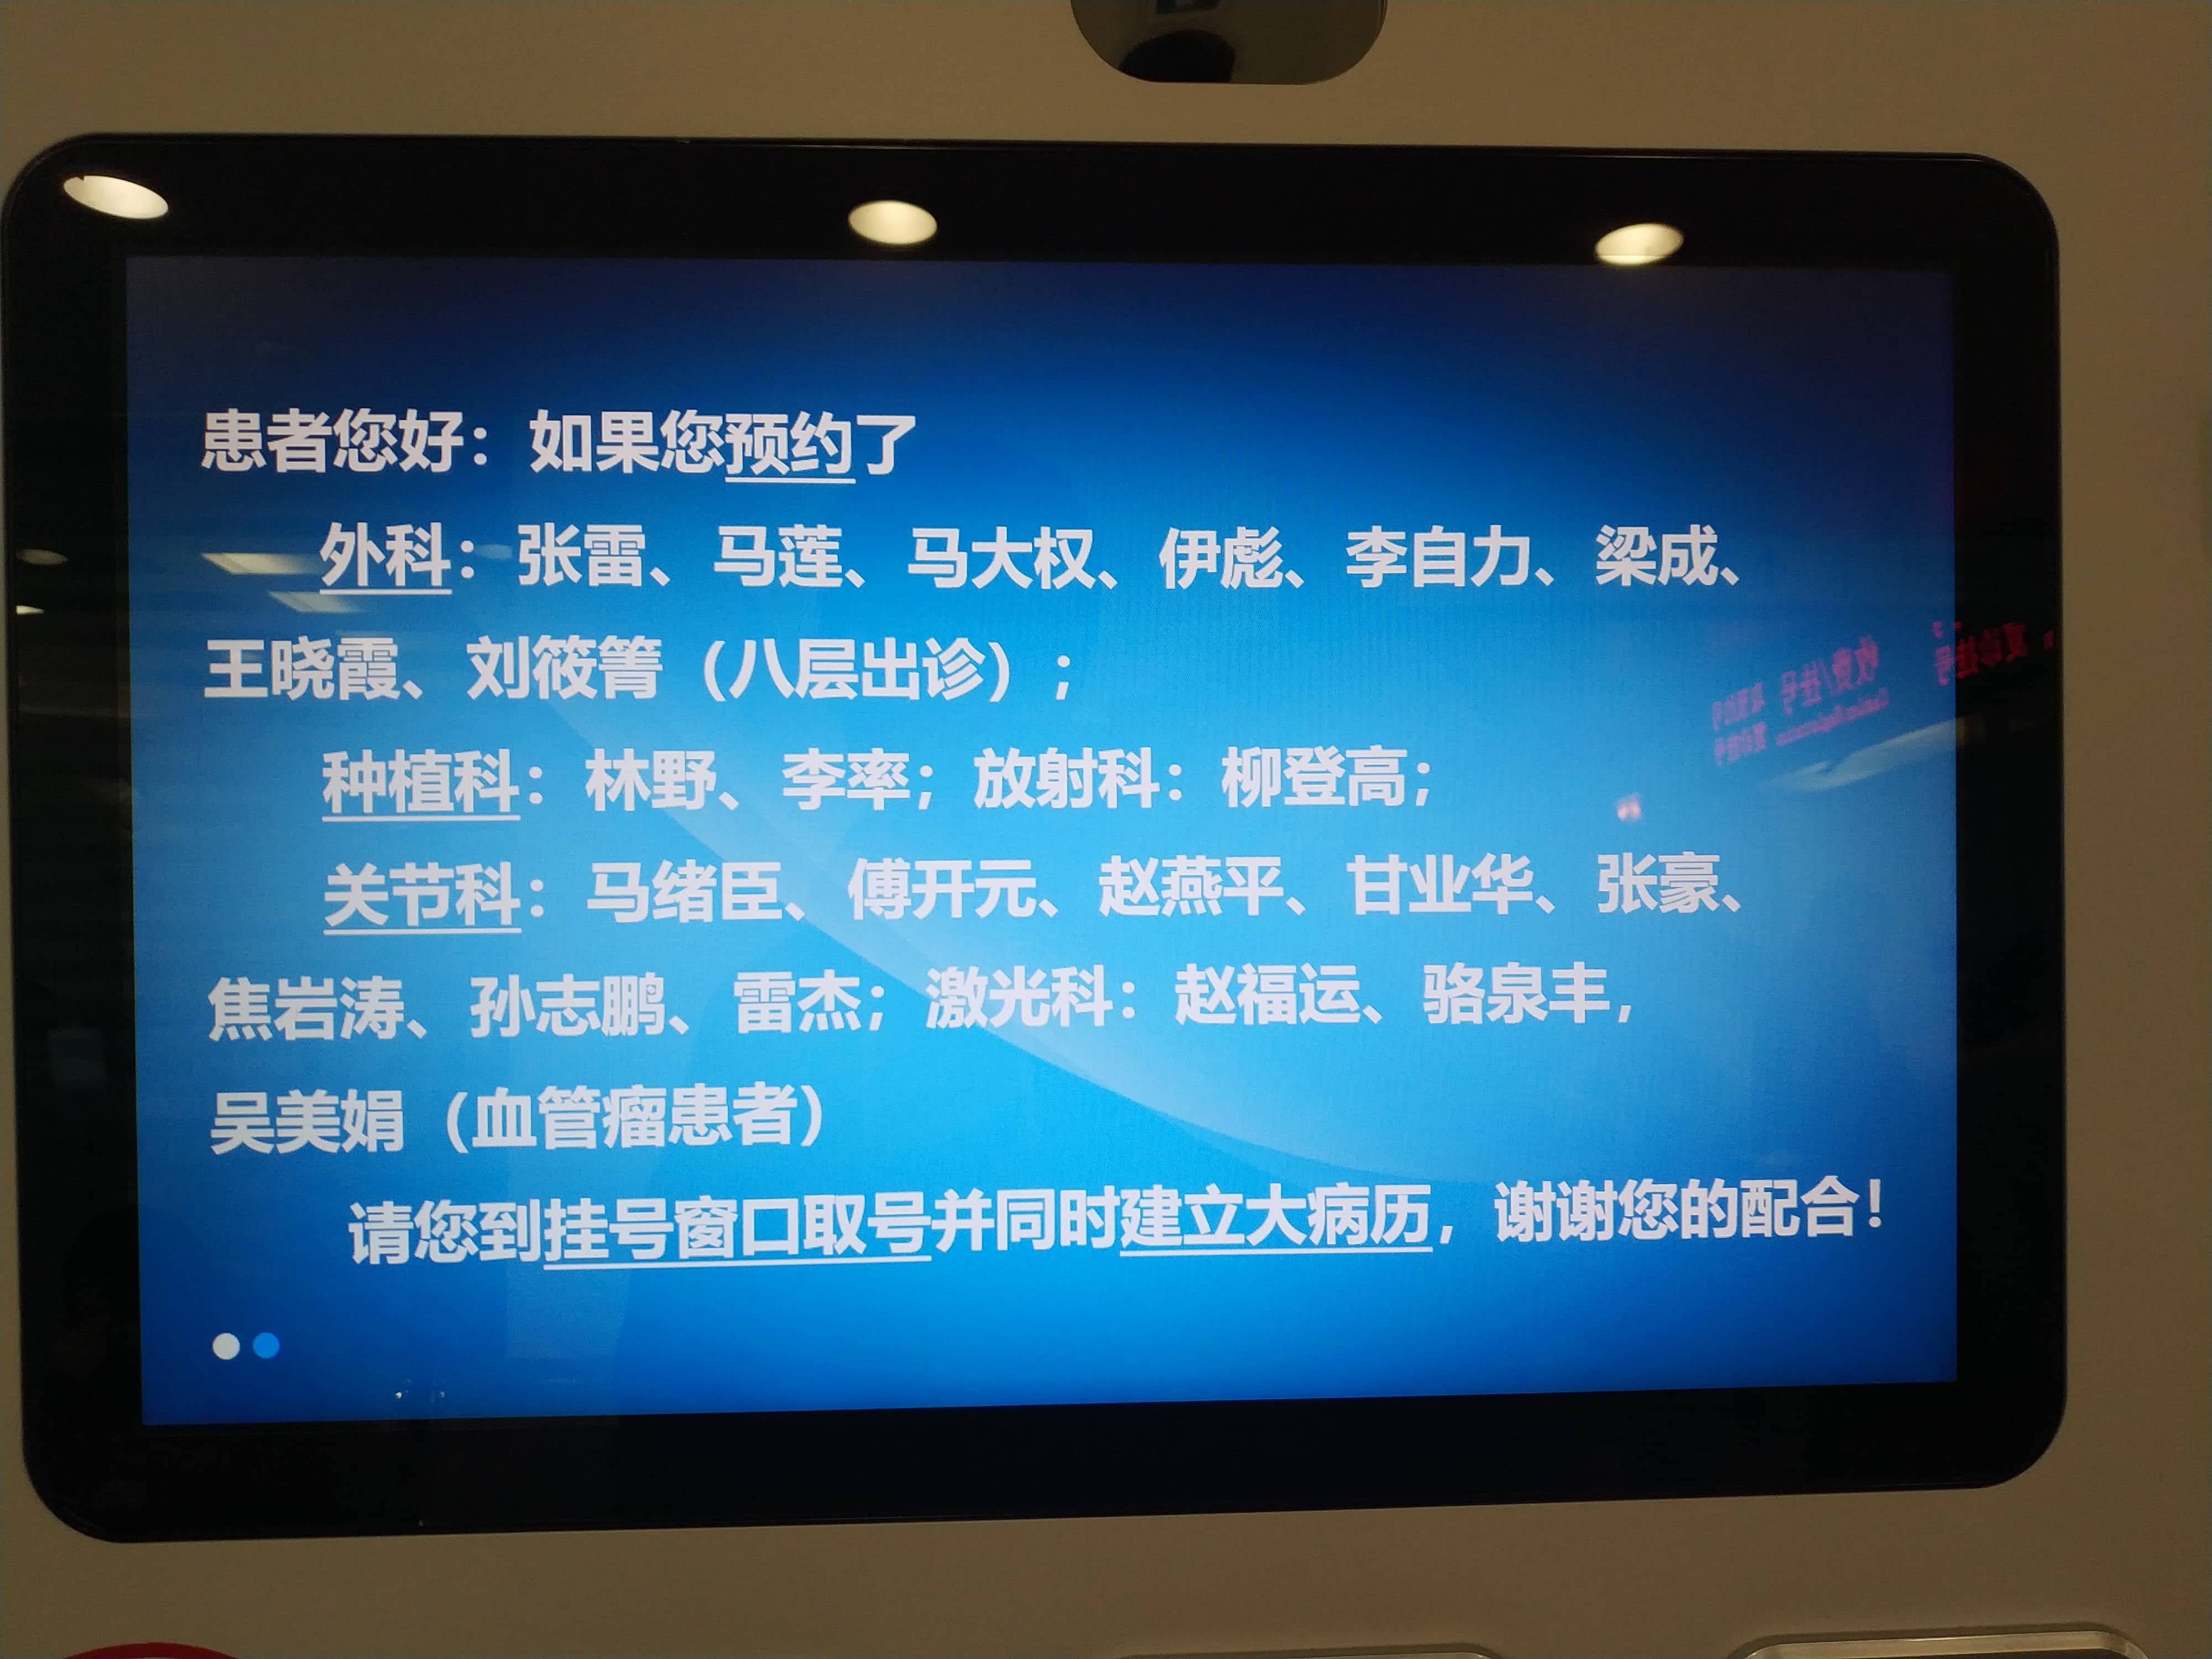 患者您好：如果您预约了
外科：张雷、马莲、马大权、伊彪、李自力、梁成、
王晓霞、刘筱箐（八层出诊）；
种植科：林野、李率；放射科：柳登高；
关节科：马绪臣、傅开元、赵燕平、甘业华、张豪、
焦岩涛、孙志鹏、雷杰；激光科：赵福运、骆泉丰，
吴美娟（血管瘤患者）
请您到挂号窗口取号并同时建立大病历，谢谢您的配合！